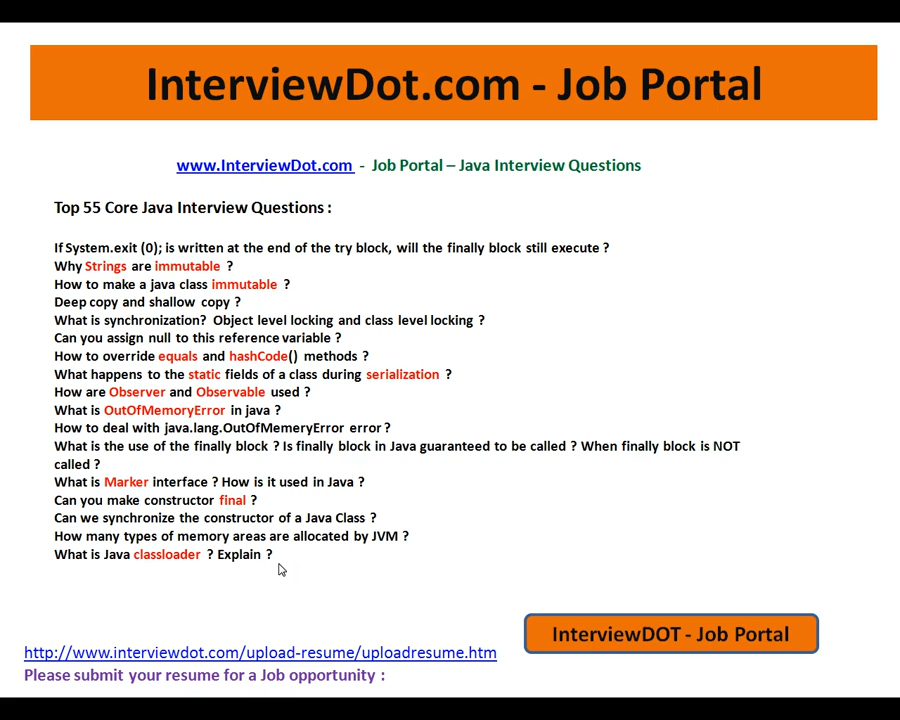 InterviewDot.com - Job Portal
www.InterviewDot.com - Job Portal – Java Interview Questions
Top 55 Core Java Interview Questions :
If System.exit (0); is written at the end of the try block, will the finally block still execute ?
Why Strings are immutable ?
How to make a java class immutable ?
Deep copy and shallow copy ?
What is synchronization? Object level locking and class level locking ?
Can you assign null to this reference variable ?
How to override equals and hashCode() methods ?
What happens to the static fields of a class during serialization ?
How are Observer and Observable used ?
What is OutOfMemoryError in java ?
How to deal with java.lang.OutOfMemeryError error ?
What is the use of the finally block ? Is finally block in Java guaranteed to be called ? When finally block is NOT
called ?
What is Marker interface ? How is it used in Java ?
Can you make constructor final ?
Can we synchronize the constructor of a Java Class ?
How many types of memory areas are allocated by JVM ?
What is Java classloader ? Explain ?
InterviewDOT - Job Portal
http://www.interviewdot.com/upload-resume/uploadresume.htm
Please submit your resume for a Job opportunity :